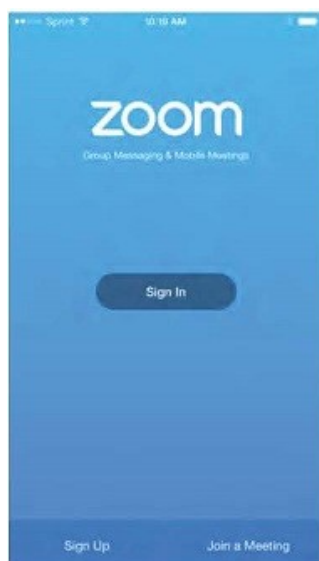 Sprint 10:19 AM
zoom
Group Messaging & Mobile Meetings
Sign In
Sign Up Join a Meeting